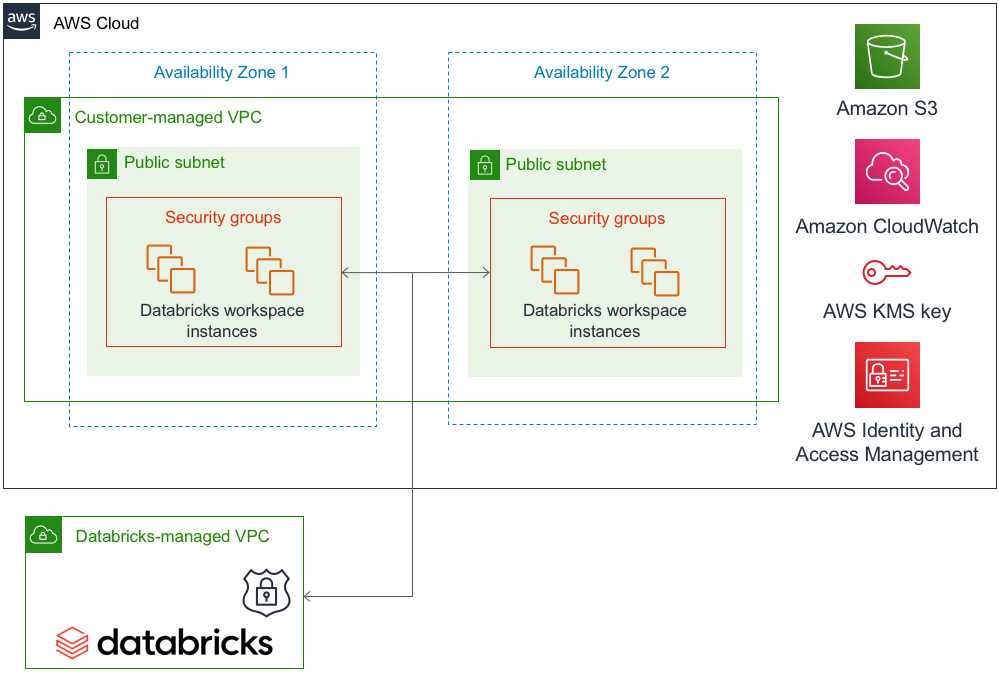 aws
AWS Cloud
Availability Zone 1
Availability Zone 2
Customer-managed VPC
Public subnet
Security groups
Databricks workspace
instances
Public subnet
Security groups
Databricks workspace
instances
Amazon S3
Amazon CloudWatch
AWS KMS key
AWS Identity and
Access Management
Databricks-managed VPC
databricks